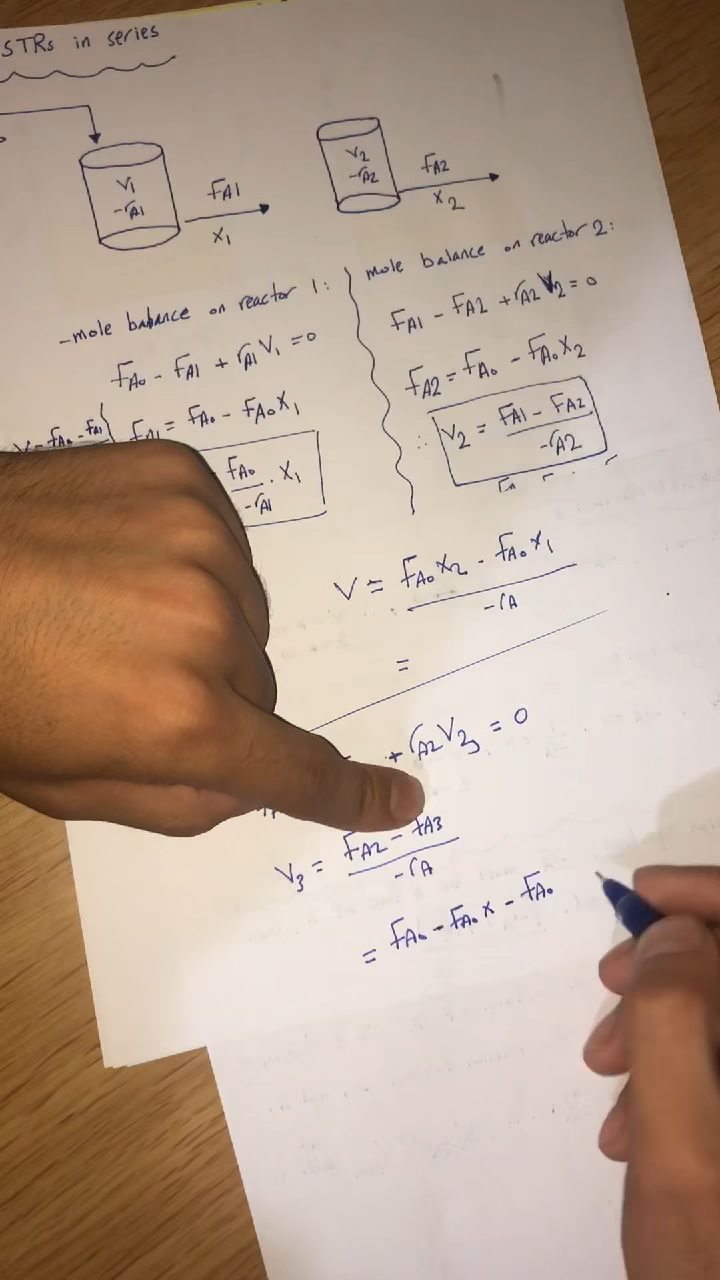 STRs in series
V₁
-rA1
FA1
X₁
V₂
-rA2
FA2
X₂
-mole balance on reactor 1:
FA₀ - FA1 + rA1V₁ = 0
FA1 = FA₀ - FA₀X₁
FA₀/-rA1 . X₁
mole balance on reactor 2:
FA1 - FA2 + rA2V₂ = 0
FA2 = FA₀ - FA₀X₂
∴ V₂ = (FA1 - FA2)/-rA2
V = (FA₀X₂ - FA₀X₁)/-rA
=
+ rA2V₃ = 0
V₃ = (FA2 - FA3)/-rA
= FA₀ - FA₀X - FA₀